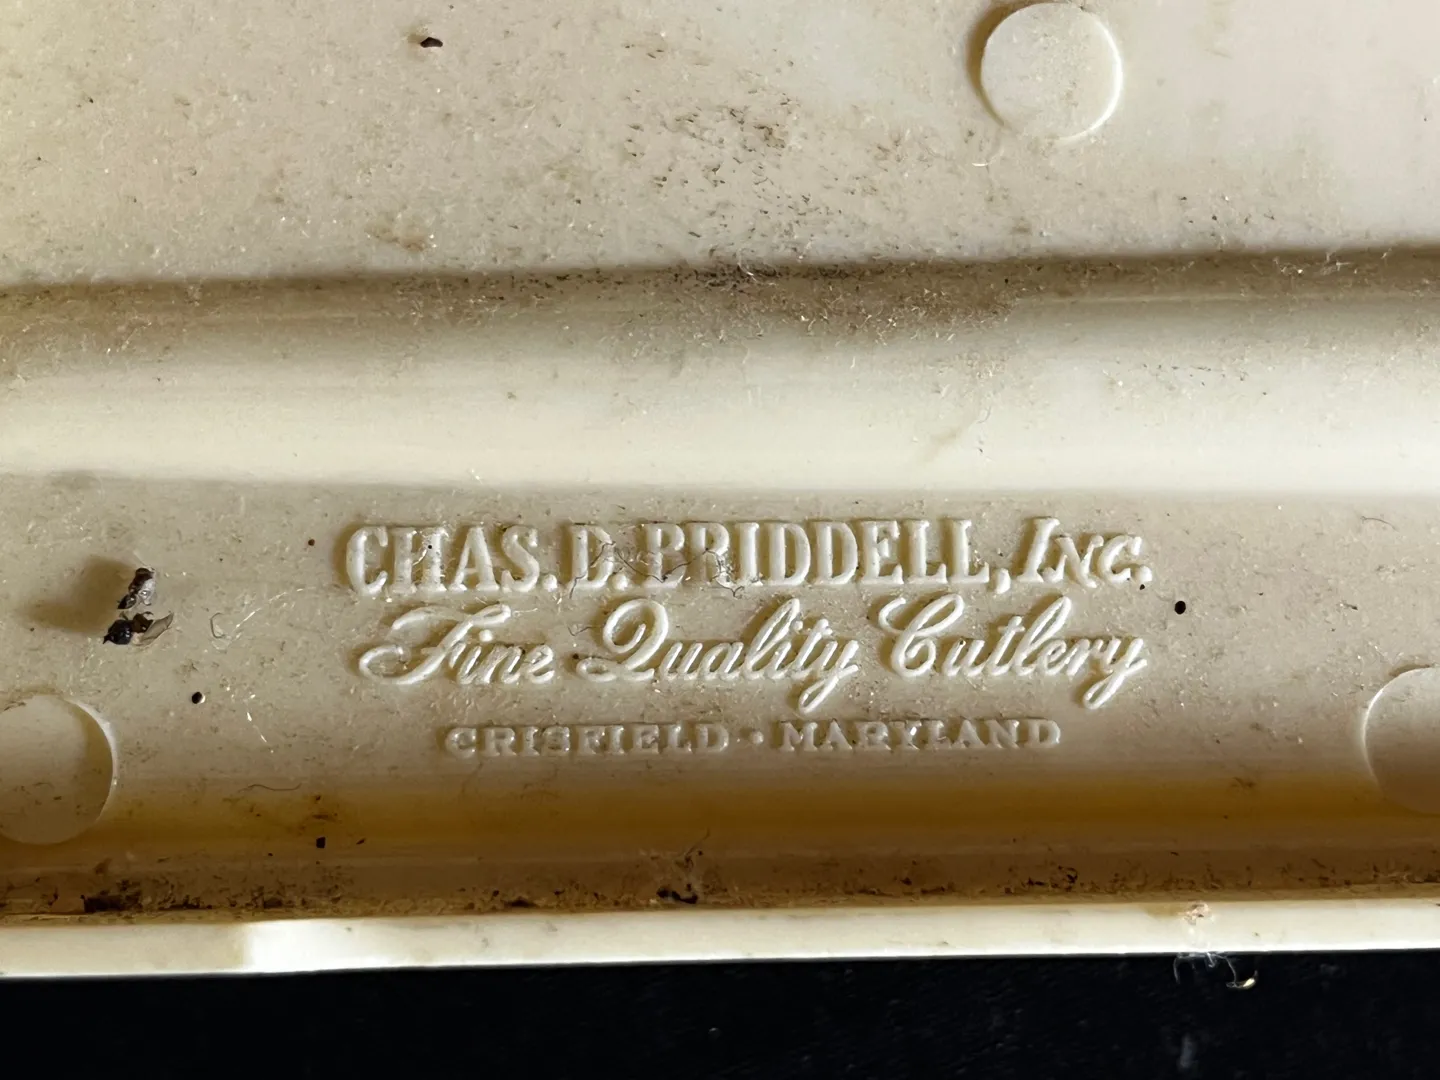 CHAS. D. BRIDDELL, INC.
Fine Quality Cutlery
CRISFIELD · MARYLAND